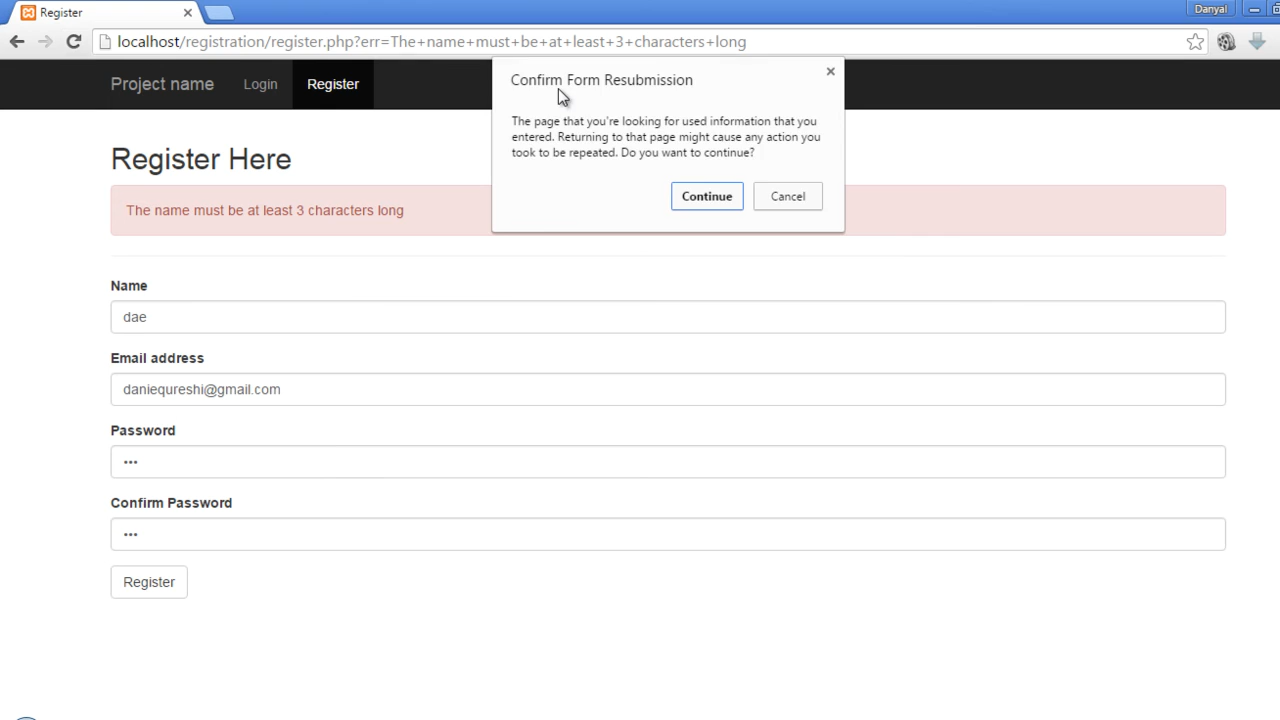 Register
Danyal
localhost/registration/register.php?err=The+name+must+be+at+least+3+characters+long
Project name
Login
Register
Confirm Form Resubmission
The page that you're looking for used information that you
entered. Returning to that page might cause any action you
took to be repeated. Do you want to continue?
Continue
Cancel
Register Here
The name must be at least 3 characters long
Name
dae
Email address
daniequreshi@gmail.com
Password
•••
Confirm Password
•••
Register